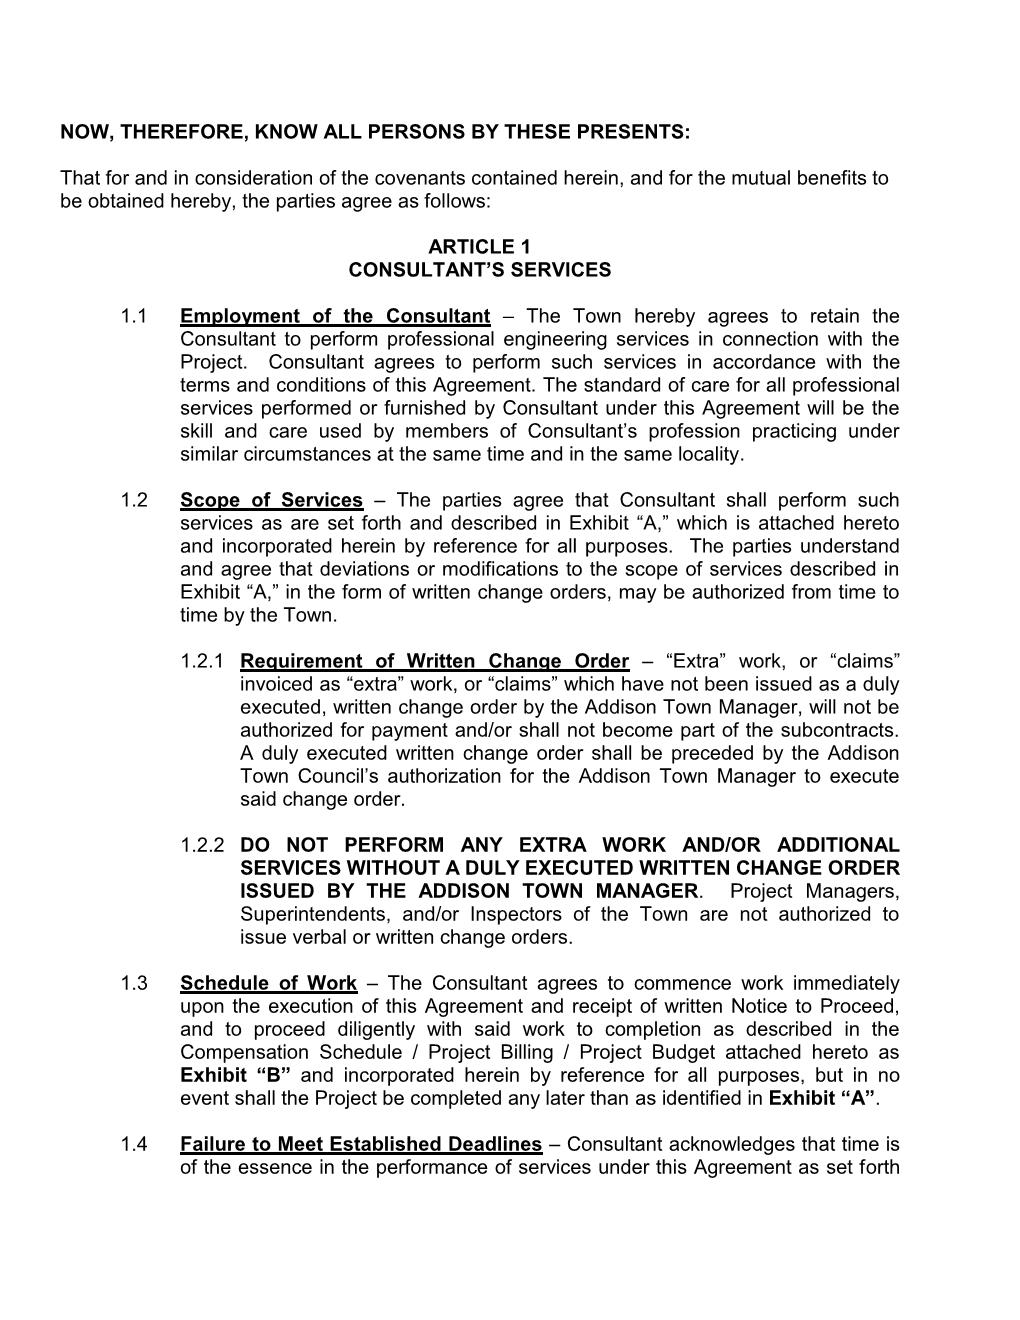 NOW, THEREFORE, KNOW ALL PERSONS BY THESE PRESENTS:
That for and in consideration of the covenants contained herein, and for the mutual benefits to
be obtained hereby, the parties agree as follows:
ARTICLE 1
CONSULTANT’S SERVICES
1.1 Employment of the Consultant – The Town hereby agrees to retain the
Consultant to perform professional engineering services in connection with the
Project. Consultant agrees to perform such services in accordance with the
terms and conditions of this Agreement. The standard of care for all professional
services performed or furnished by Consultant under this Agreement will be the
skill and care used by members of Consultant’s profession practicing under
similar circumstances at the same time and in the same locality.
1.2 Scope of Services – The parties agree that Consultant shall perform such
services as are set forth and described in Exhibit “A,” which is attached hereto
and incorporated herein by reference for all purposes. The parties understand
and agree that deviations or modifications to the scope of services described in
Exhibit “A,” in the form of written change orders, may be authorized from time to
time by the Town.
1.2.1 Requirement of Written Change Order – “Extra” work, or “claims”
invoiced as “extra” work, or “claims” which have not been issued as a duly
executed, written change order by the Addison Town Manager, will not be
authorized for payment and/or shall not become part of the subcontracts.
A duly executed written change order shall be preceded by the Addison
Town Council’s authorization for the Addison Town Manager to execute
said change order.
1.2.2 DO NOT PERFORM ANY EXTRA WORK AND/OR ADDITIONAL
SERVICES WITHOUT A DULY EXECUTED WRITTEN CHANGE ORDER
ISSUED BY THE ADDISON TOWN MANAGER. Project Managers,
Superintendents, and/or Inspectors of the Town are not authorized to
issue verbal or written change orders.
1.3 Schedule of Work – The Consultant agrees to commence work immediately
upon the execution of this Agreement and receipt of written Notice to Proceed,
and to proceed diligently with said work to completion as described in the
Compensation Schedule / Project Billing / Project Budget attached hereto as
Exhibit “B” and incorporated herein by reference for all purposes, but in no
event shall the Project be completed any later than as identified in Exhibit “A”.
1.4 Failure to Meet Established Deadlines – Consultant acknowledges that time is
of the essence in the performance of services under this Agreement as set forth